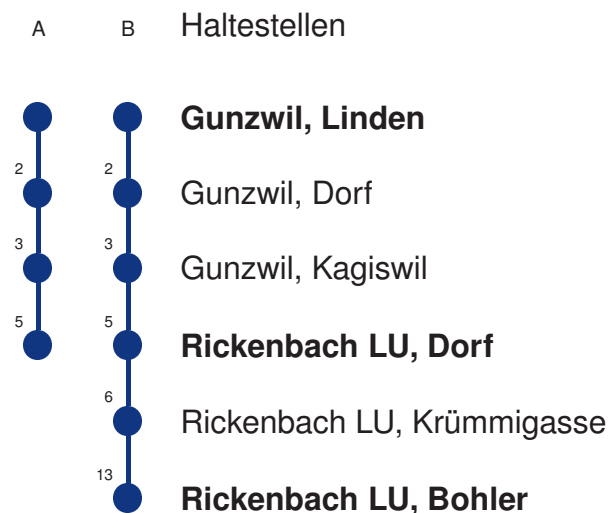 A B Haltestellen
Gunzwil, Linden
2 2 Gunzwil, Dorf
3 3 Gunzwil, Kagiswil
5 5 Rickenbach LU, Dorf
6 Rickenbach LU, Krümmigasse
13 Rickenbach LU, Bohler